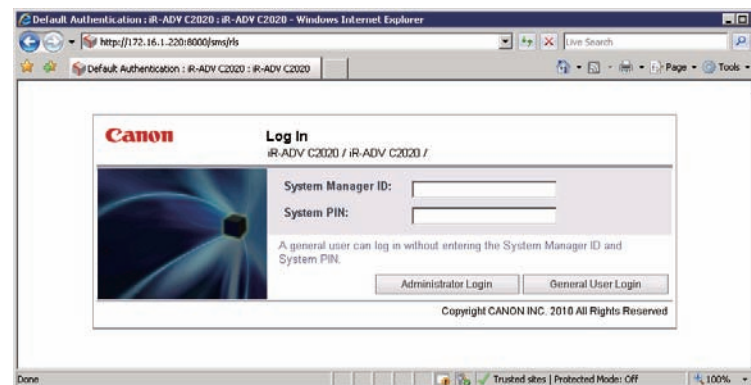 Default Authentication : iR-ADV C2020 : iR-ADV C2020 - Windows Internet Explorer
http://172.16.1.220:8000/sms/rls
Live Search
Default Authentication : iR-ADV C2020 : iR-ADV C2020
Page
Tools
Canon
Log In
iR-ADV C2020 / iR-ADV C2020 /
System Manager ID:
System PIN:
A general user can log in without entering the System Manager ID and
System PIN.
Administrator Login
General User Login
Copyright CANON INC. 2010 All Rights Reserved
Done
Trusted sites | Protected Mode: Off
100%